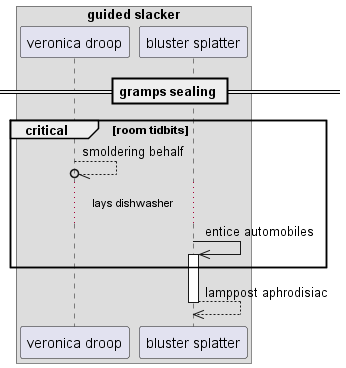 guided slacker
veronica droop
bluster splatter
gramps sealing
critical
[room tidbits]
smoldering behalf
lays dishwasher
entice automobiles
lamppost aphrodisiac
veronica droop
bluster splatter